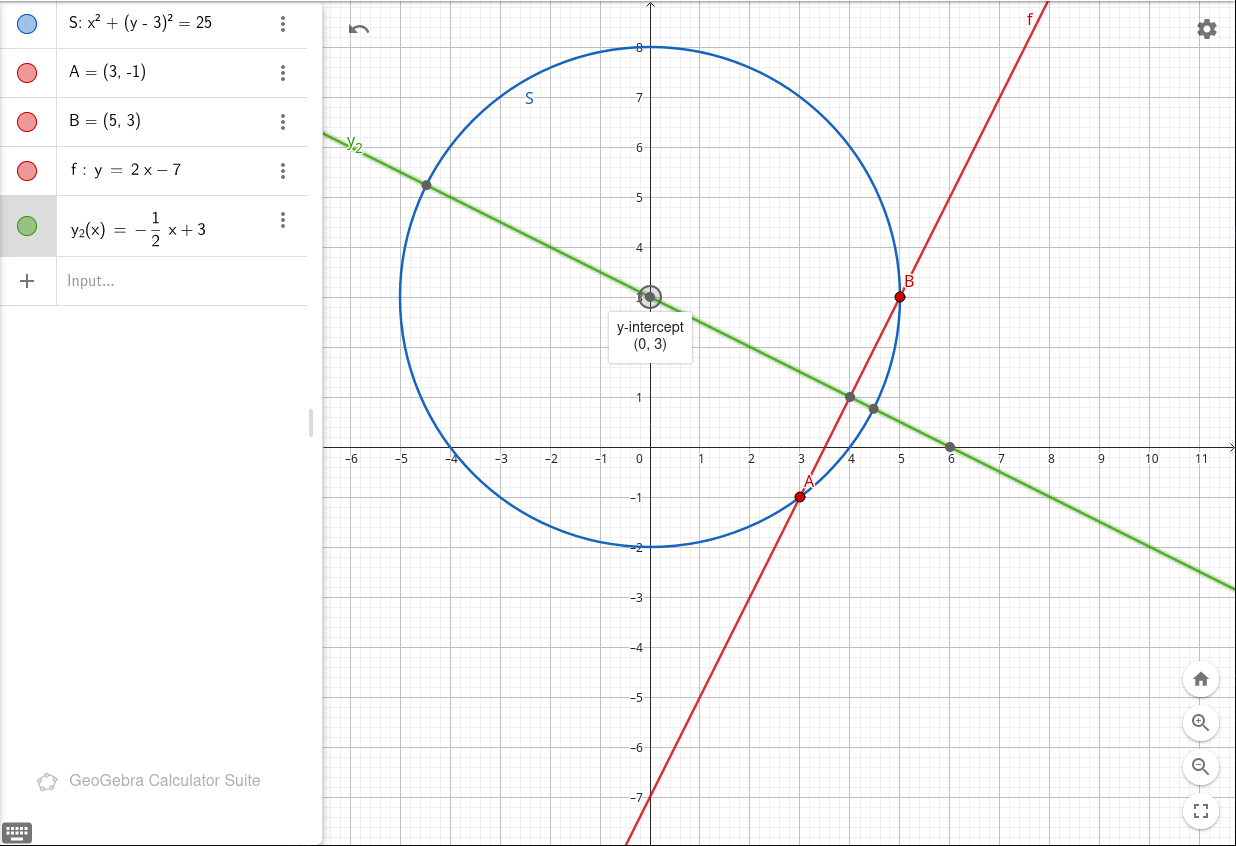 S: x² + (y - 3)² = 25
A = (3, -1)
B = (5, 3)
f : y = 2 x − 7
y₂(x) = − 1/2 x + 3
Input...
GeoGebra Calculator Suite
f
8
S
7
y₂
6
5
4
B
3
y-intercept
(0, 3)
1
−6 −5 −4 −3 −2 −1 0 1 2 3 4 5 6 7 8 9 10 11
A
−1
−2
−3
−4
−5
−6
−7